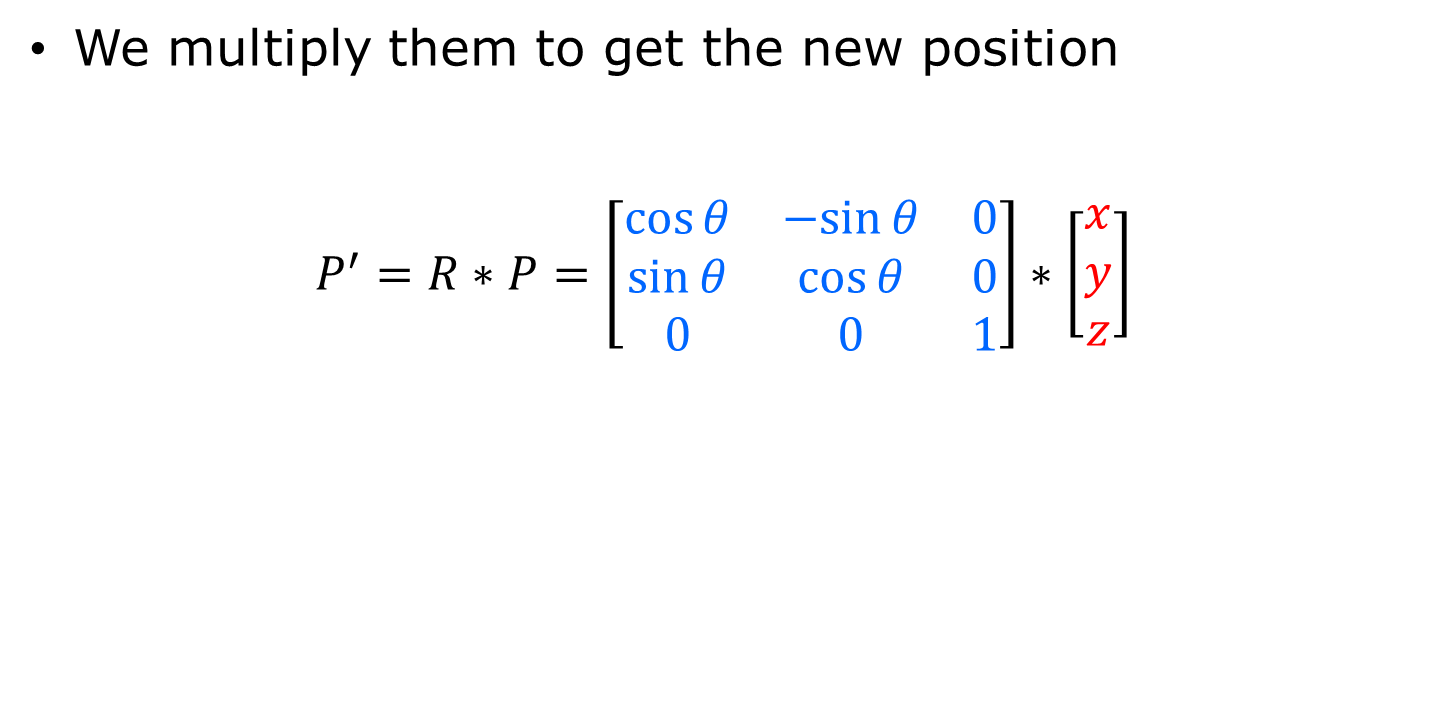 • We multiply them to get the new position
P′ = R ∗ P = [cos θ −sin θ 0; sin θ cos θ 0; 0 0 1] ∗ [x; y; z]